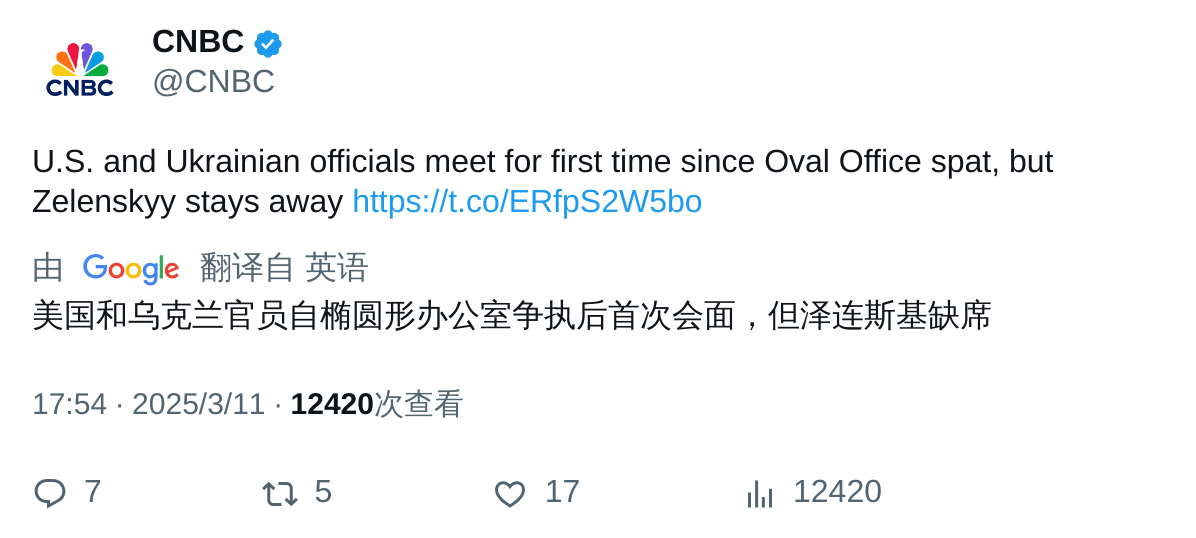 CNBC
CNBC
@CNBC
U.S. and Ukrainian officials meet for first time since Oval Office spat, but
Zelenskyy stays away https://t.co/ERfpS2W5bo
由 Google 翻译自 英语
美国和乌克兰官员自椭圆形办公室争执后首次会面，但泽连斯基缺席
17:54 · 2025/3/11 · 12420次查看
7 5 17 12420